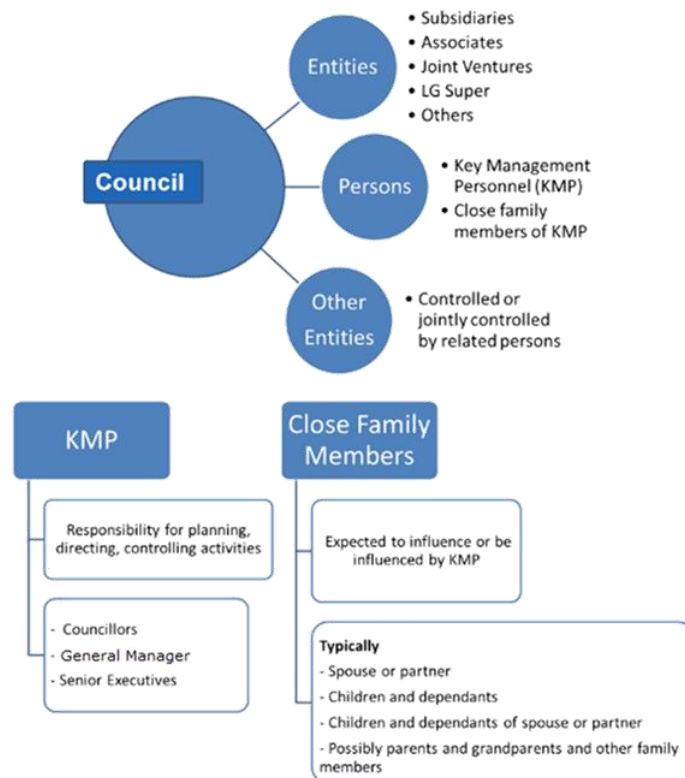 Entities
• Subsidiaries
• Associates
• Joint Ventures
• LG Super
• Others
Council
Persons
• Key Management
Personnel (KMP)
• Close family
members of KMP
Other
Entities
• Controlled or
jointly controlled
by related persons
KMP
Responsibility for planning,
directing, controlling activities
- Councillors
- General Manager
- Senior Executives
Close Family
Members
Expected to influence or be
influenced by KMP
Typically
- Spouse or partner
- Children and dependants
- Children and dependants of spouse or partner
- Possibly parents and grandparents and other family
members